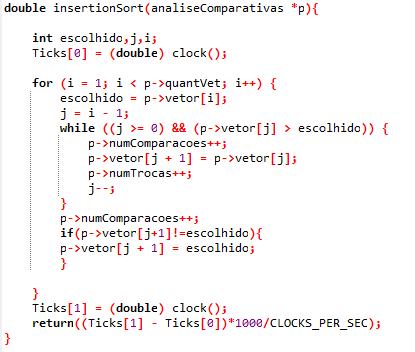 double insertionSort(analiseComparativas *p){
int escolhido,j,i;
Ticks[0] = (double) clock();
for (i = 1; i < p->quantVet; i++) {
escolhido = p->vetor[i];
j = i - 1;
while ((j >= 0) && (p->vetor[j] > escolhido)) {
p->numComparacoes++;
p->vetor[j + 1] = p->vetor[j];
p->numTrocas++;
j--;
}
p->numComparacoes++;
if(p->vetor[j+1]!=escolhido){
p->vetor[j + 1] = escolhido;
}
}
Ticks[1] = (double) clock();
return((Ticks[1] - Ticks[0])*1000/CLOCKS_PER_SEC);
}